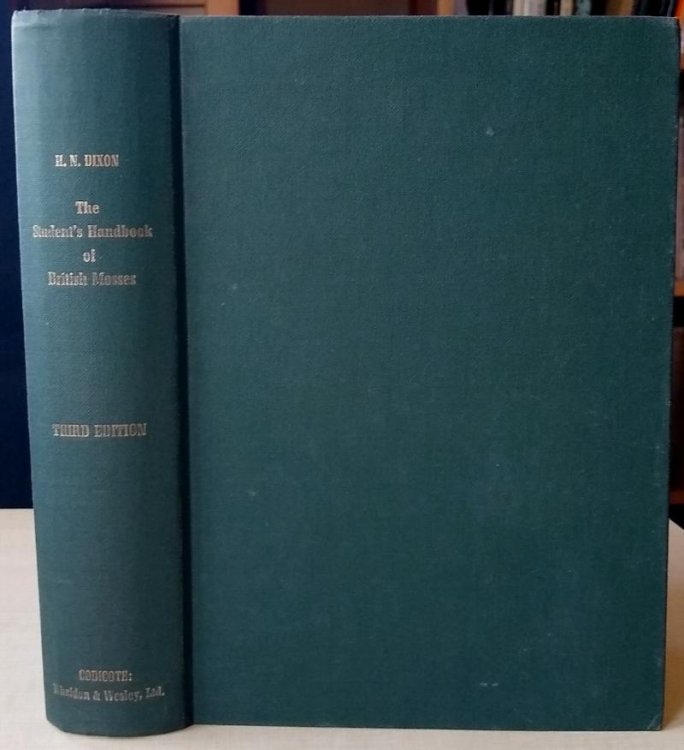 H. N. DIXON
The
Student's Handbook
of
British Mosses
THIRD EDITION
CODICOTE:
Wheldon & Wesley, Ltd.